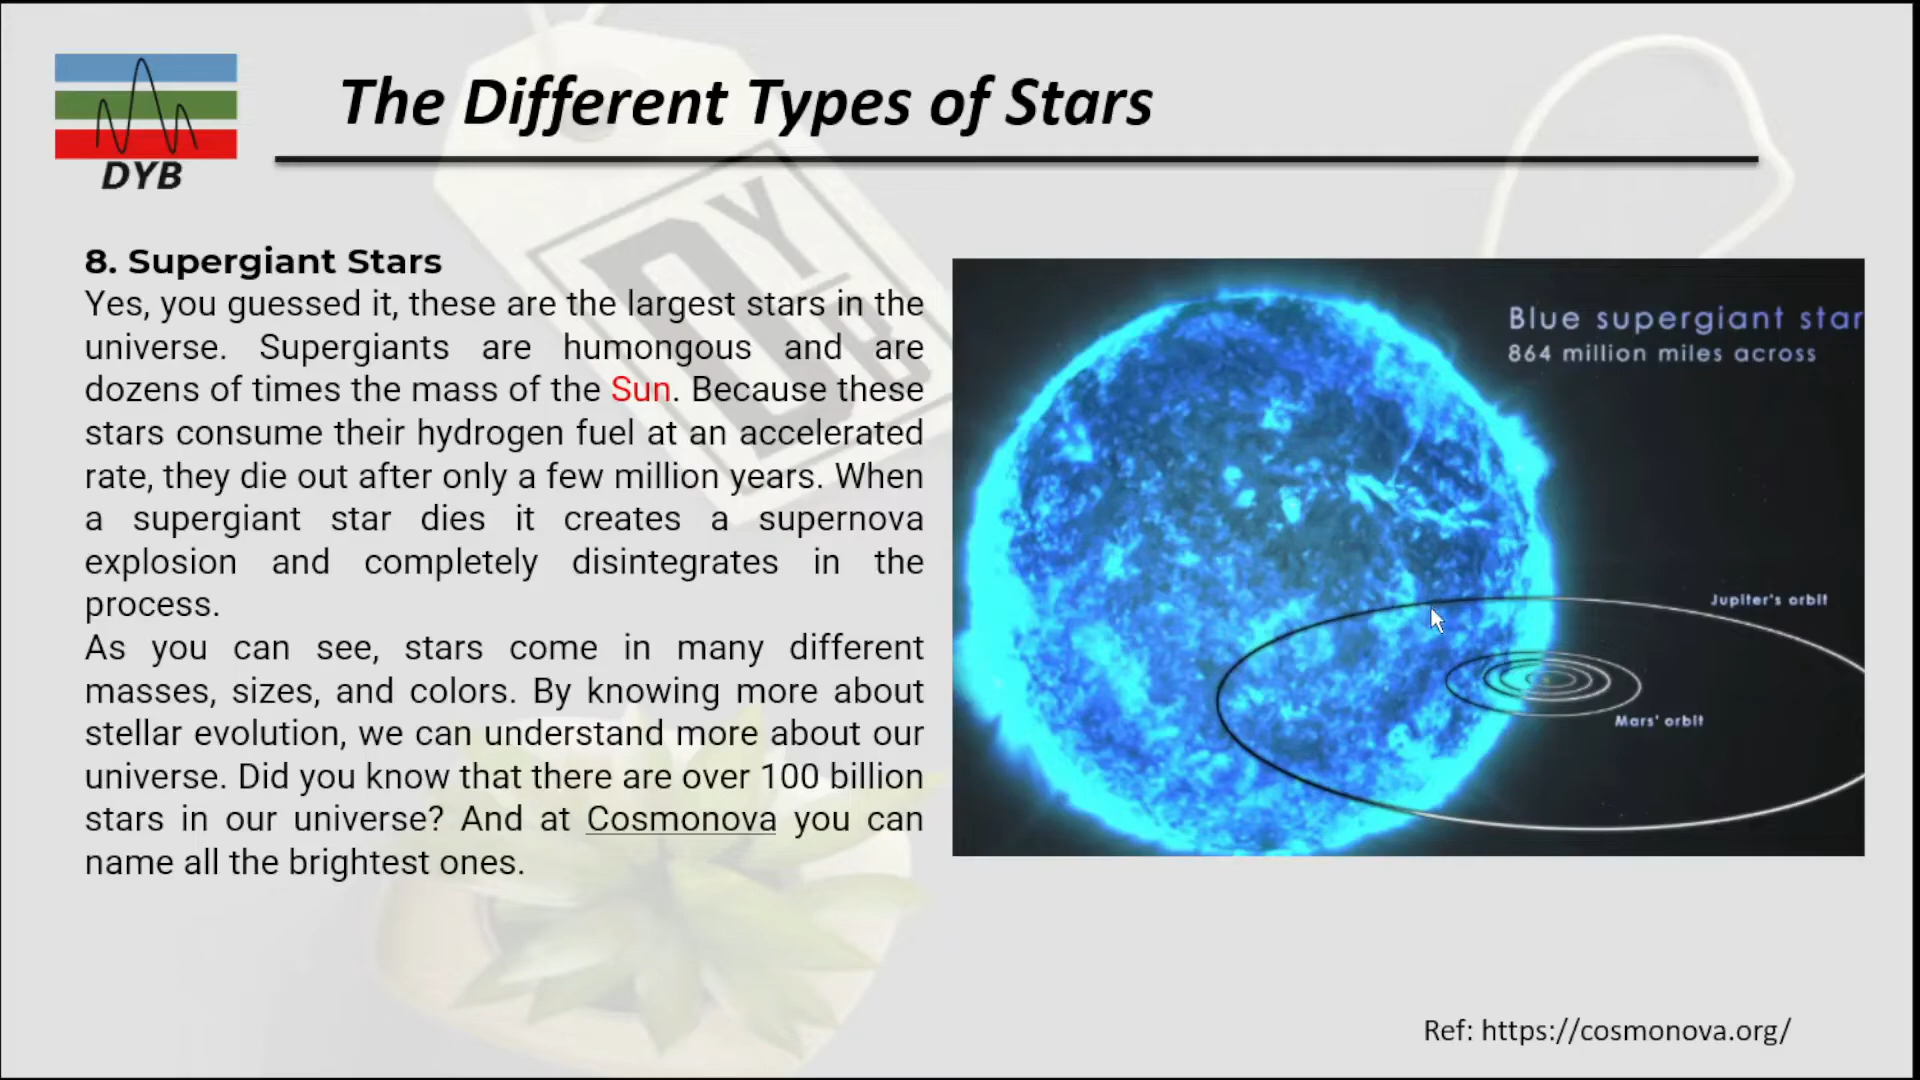 The Different Types of Stars
DYB
8. Supergiant Stars
Yes, you guessed it, these are the largest stars in the
universe. Supergiants are humongous and are
dozens of times the mass of the Sun. Because these
stars consume their hydrogen fuel at an accelerated
rate, they die out after only a few million years. When
a supergiant star dies it creates a supernova
explosion and completely disintegrates in the
process.
As you can see, stars come in many different
masses, sizes, and colors. By knowing more about
stellar evolution, we can understand more about our
universe. Did you know that there are over 100 billion
stars in our universe? And at Cosmonova you can
name all the brightest ones.
Blue supergiant star
864 million miles across
Jupiter's orbit
Mars' orbit
Ref: https://cosmonova.org/
DYB